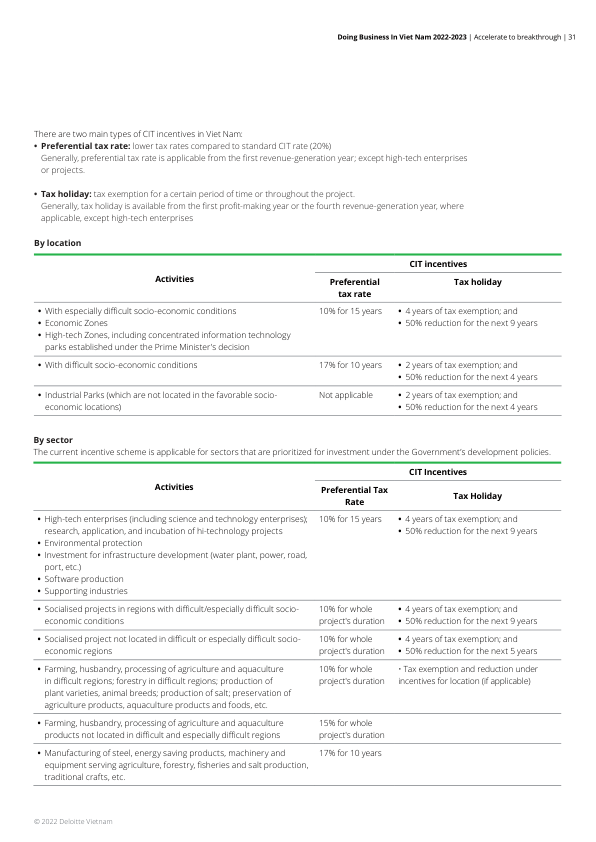 Doing Business In Viet Nam 2022-2023 | Accelerate to breakthrough | 31
There are two main types of CIT incentives in Viet Nam:
• Preferential tax rate: lower tax rates compared to standard CIT rate (20%)
Generally, preferential tax rate is applicable from the first revenue-generation year; except high-tech enterprises
or projects.
• Tax holiday: tax exemption for a certain period of time or throughout the project.
Generally, tax holiday is available from the first profit-making year or the fourth revenue-generation year, where
applicable, except high-tech enterprises
By location
CIT incentives
Activities
Preferential
tax rate
Tax holiday
• With especially difficult socio-economic conditions
• Economic Zones
• High-tech Zones, including concentrated information technology
parks established under the Prime Minister's decision
10% for 15 years
• 4 years of tax exemption; and
• 50% reduction for the next 9 years
• With difficult socio-economic conditions
17% for 10 years
• 2 years of tax exemption; and
• 50% reduction for the next 4 years
• Industrial Parks (which are not located in the favorable socio-
economic locations)
Not applicable
• 2 years of tax exemption; and
• 50% reduction for the next 4 years
By sector
The current incentive scheme is applicable for sectors that are prioritized for investment under the Government's development policies.
CIT Incentives
Activities
Preferential Tax
Rate
Tax Holiday
• High-tech enterprises (including science and technology enterprises);
research, application, and incubation of hi-technology projects
• Environmental protection
• Investment for infrastructure development (water plant, power, road,
port, etc.)
• Software production
• Supporting industries
10% for 15 years
• 4 years of tax exemption; and
• 50% reduction for the next 9 years
• Socialised projects in regions with difficult/especially difficult socio-
economic conditions
10% for whole
project's duration
• 4 years of tax exemption; and
• 50% reduction for the next 9 years
• Socialised project not located in difficult or especially difficult socio-
economic regions
10% for whole
project's duration
• 4 years of tax exemption; and
• 50% reduction for the next 5 years
• Farming, husbandry, processing of agriculture and aquaculture
in difficult regions; forestry in difficult regions; production of
plant varieties, animal breeds; production of salt; preservation of
agriculture products, aquaculture products and foods, etc.
10% for whole
project's duration
• Tax exemption and reduction under
incentives for location (if applicable)
• Farming, husbandry, processing of agriculture and aquaculture
products not located in difficult and especially difficult regions
15% for whole
project's duration
• Manufacturing of steel, energy saving products, machinery and
equipment serving agriculture, forestry, fisheries and salt production,
traditional crafts, etc.
17% for 10 years
© 2022 Deloitte Vietnam